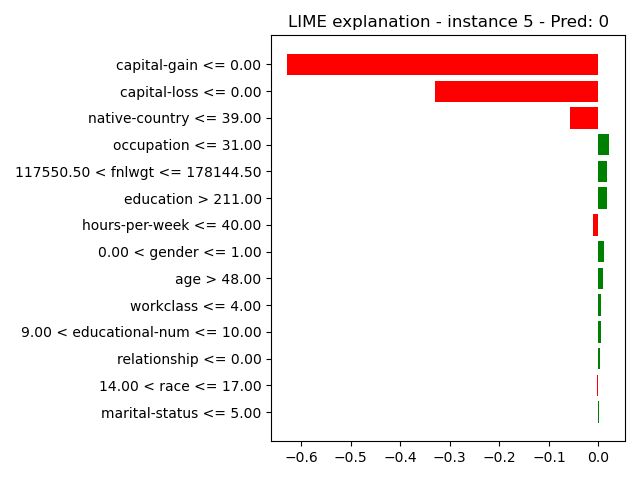 LIME explanation - instance 5 - Pred: 0
capital-gain <= 0.00
capital-loss <= 0.00
native-country <= 39.00
occupation <= 31.00
117550.50 < fnlwgt <= 178144.50
education > 211.00
hours-per-week <= 40.00
0.00 < gender <= 1.00
age > 48.00
workclass <= 4.00
9.00 < educational-num <= 10.00
relationship <= 0.00
14.00 < race <= 17.00
marital-status <= 5.00
−0.6 −0.5 −0.4 −0.3 −0.2 −0.1 0.0